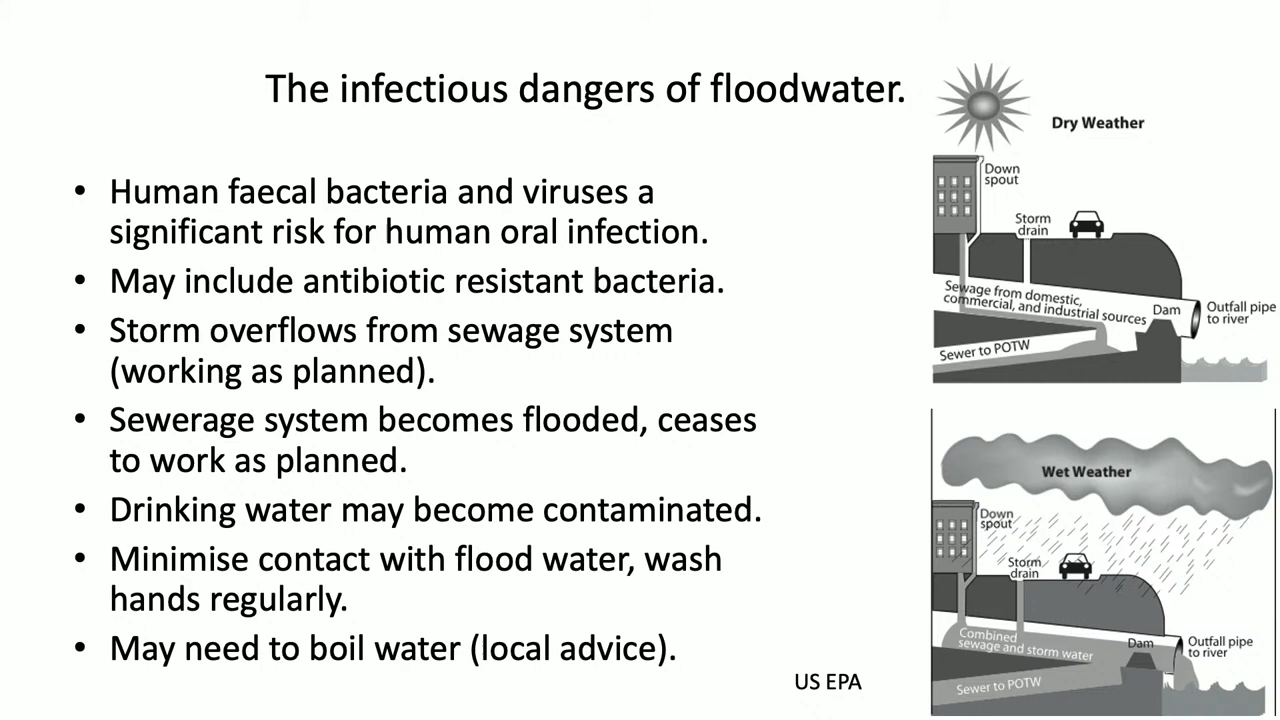 The infectious dangers of floodwater.
• Human faecal bacteria and viruses a
significant risk for human oral infection.
• May include antibiotic resistant bacteria.
• Storm overflows from sewage system
(working as planned).
• Sewerage system becomes flooded, ceases
to work as planned.
• Drinking water may become contaminated.
• Minimise contact with flood water, wash
hands regularly.
• May need to boil water (local advice).
US EPA
Dry Weather
Down
spout
Storm
drain
Sewage from domestic,
commercial, and industrial sources
Dam
Outfall pipe
to river
Sewer to POTW
Wet Weather
Down
spout
Storm
drain
Combined
sewage and storm water
Dam
Outfall pipe
to river
Sewer to POTW